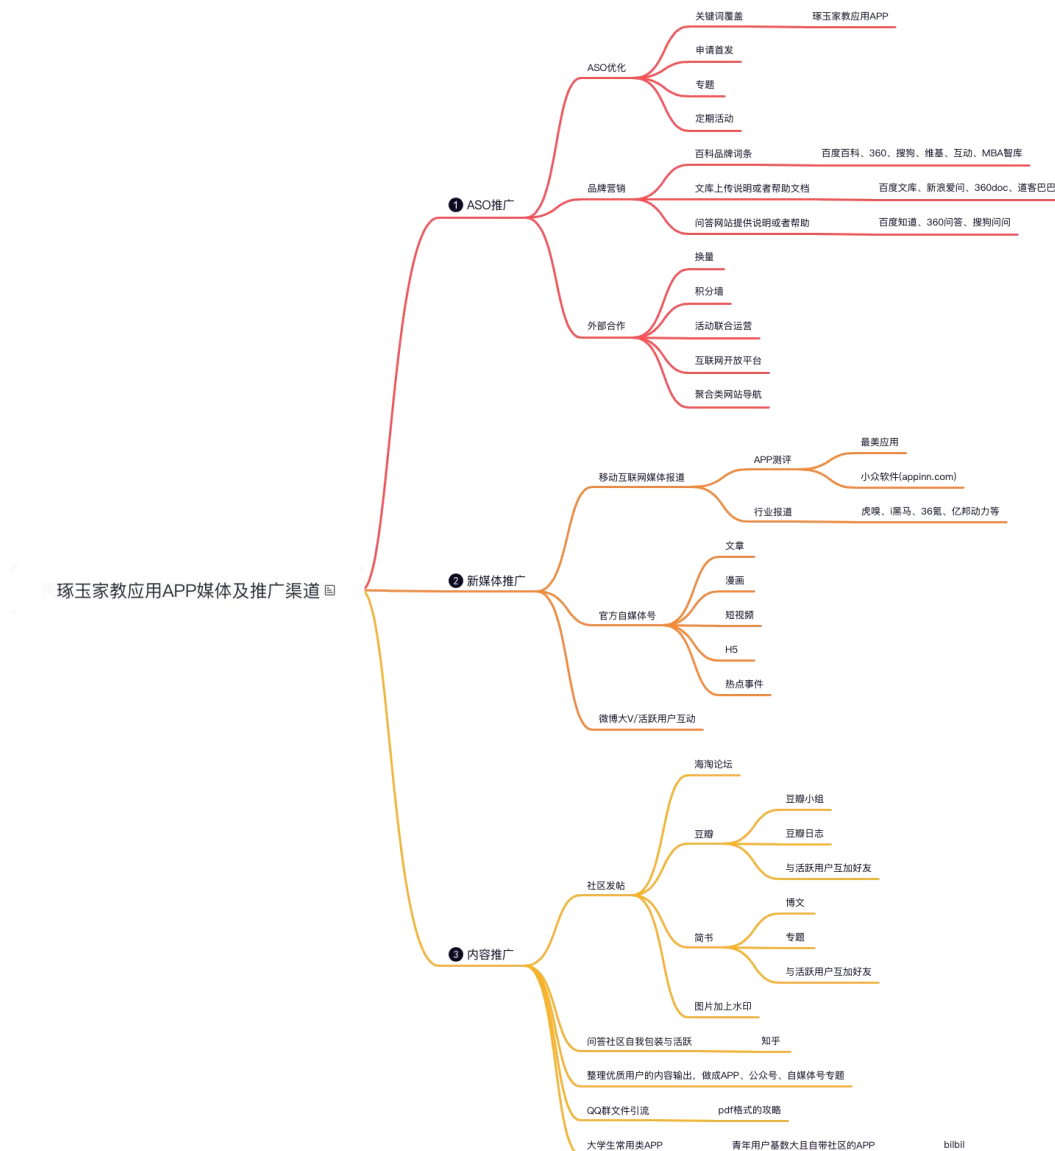 琢玉家教应用APP媒体及推广渠道
1 ASO推广
ASO优化
关键词覆盖
琢玉家教应用APP
申请首发
专题
定期活动
品牌营销
百科品牌词条
百度百科、360、搜狗、维基、互动、MBA智库
文库上传说明或者帮助文档
百度文库、新浪爱问、360doc、道客巴巴
问答网站提供说明或者帮助
百度知道、360问答、搜狗问问
外部合作
换量
积分墙
活动联合运营
互联网开放平台
聚合类网站导航
2 新媒体推广
移动互联网媒体报道
APP测评
最美应用
小众软件(appinn.com)
行业报道
虎嗅、i黑马、36氪、亿邦动力等
官方自媒体号
文章
漫画
短视频
H5
热点事件
微博大V/活跃用户互动
3 内容推广
社区发帖
海淘论坛
豆瓣
豆瓣小组
豆瓣日志
与活跃用户互加好友
简书
博文
专题
与活跃用户互加好友
图片加上水印
问答社区自我包装与活跃
知乎
整理优质用户的内容输出，做成APP、公众号、自媒体号专题
QQ群文件引流
pdf格式的攻略
大学生常用类APP
青年用户基数大且自带社区的APP
bilbil